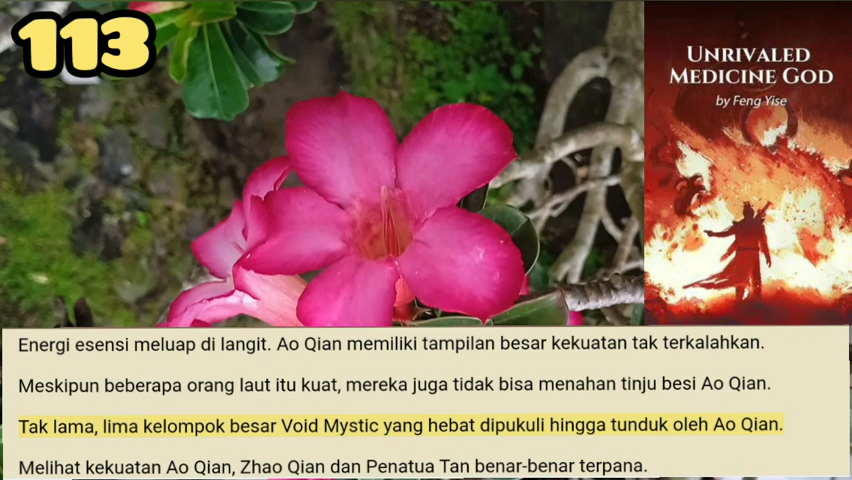 113
UNRIVALED
MEDICINE GOD
by Feng Yise
Energi esensi meluap di langit. Ao Qian memiliki tampilan besar kekuatan tak terkalahkan.
Meskipun beberapa orang laut itu kuat, mereka juga tidak bisa menahan tinju besi Ao Qian.
Tak lama, lima kelompok besar Void Mystic yang hebat dipukuli hingga tunduk oleh Ao Qian.
Melihat kekuatan Ao Qian, Zhao Qian dan Penatua Tan benar-benar terpana.